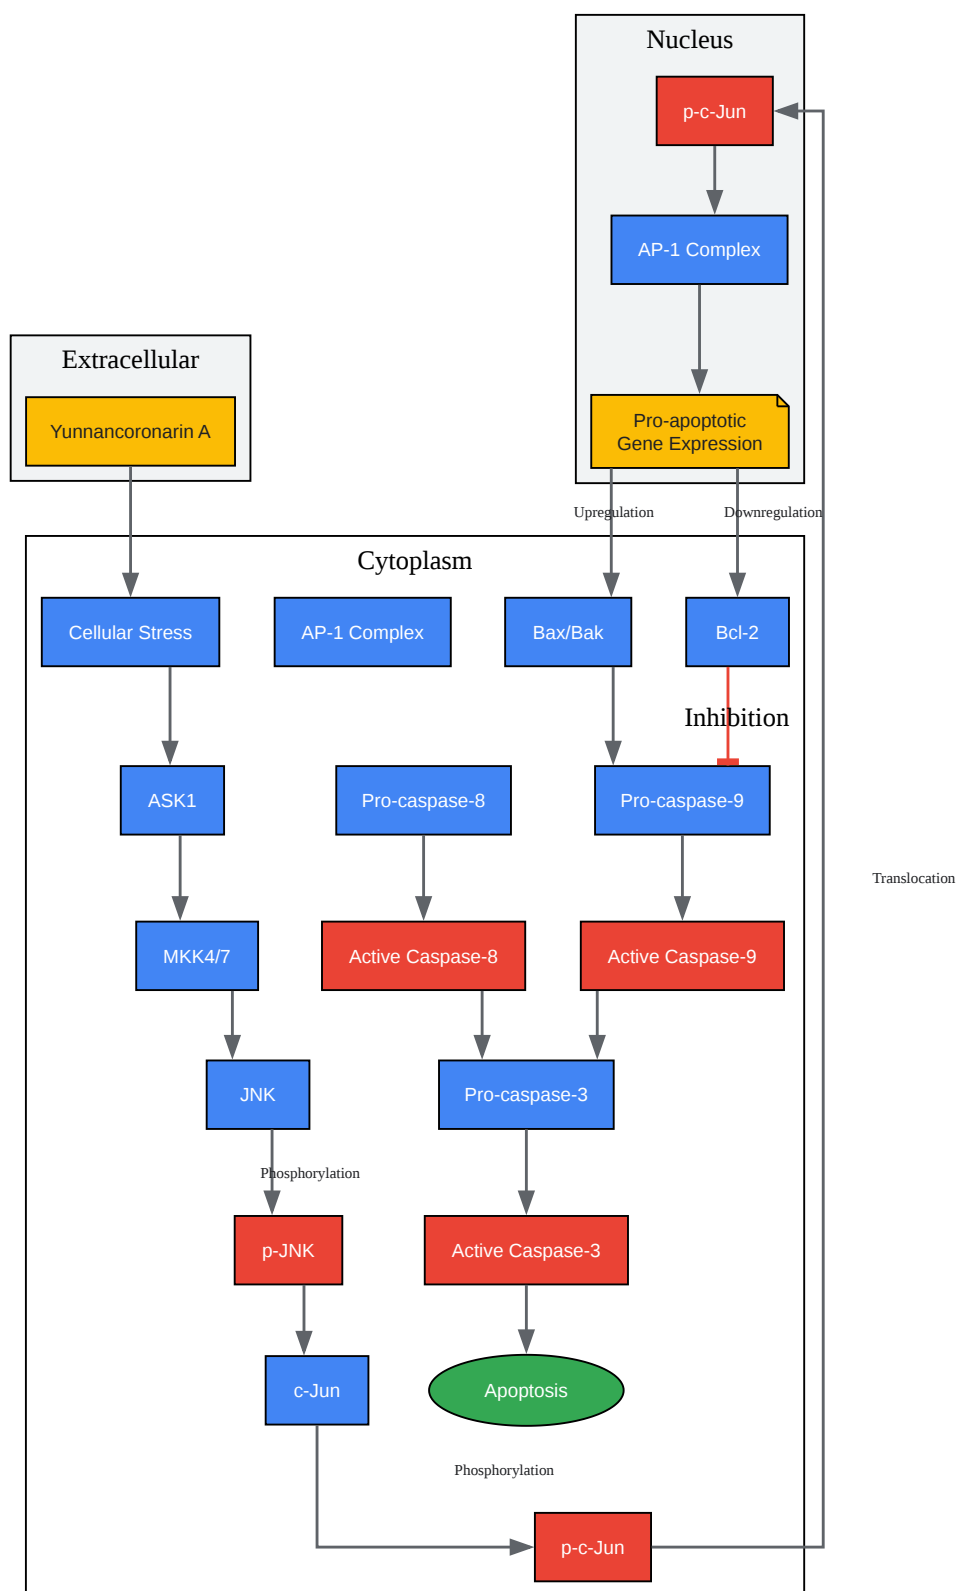 Nucleus
p-c-Jun
AP-1 Complex
Extracellular
Yunnancoronarin A
Pro-apoptotic
Gene Expression
Upregulation
Downregulation
Cytoplasm
Cellular Stress
AP-1 Complex
Bax/Bak
Bcl-2
Inhibition
ASK1
Pro-caspase-8
Pro-caspase-9
Translocation
MKK4/7
Active Caspase-8
Active Caspase-9
JNK
Pro-caspase-3
Phosphorylation
p-JNK
Active Caspase-3
c-Jun
Apoptosis
Phosphorylation
p-c-Jun